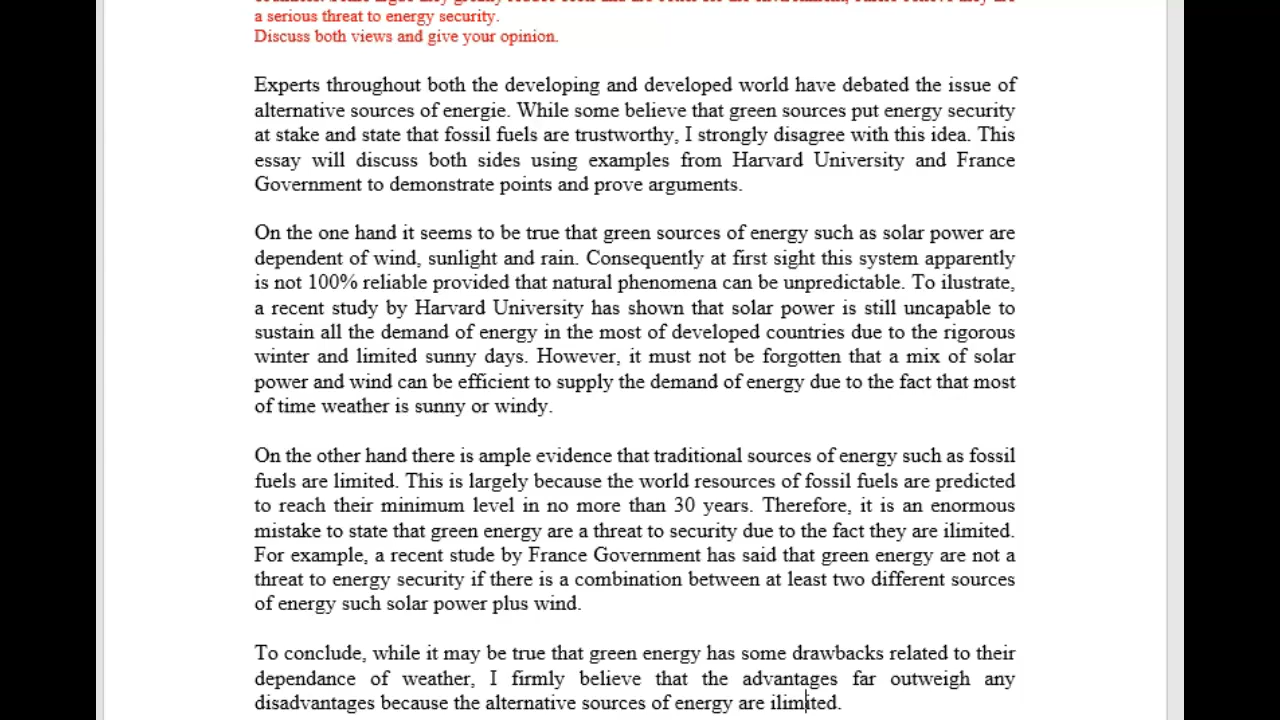 a serious threat to energy security.
Discuss both views and give your opinion.
Experts throughout both the developing and developed world have debated the issue of
alternative sources of energie. While some believe that green sources put energy security
at stake and state that fossil fuels are trustworthy, I strongly disagree with this idea. This
essay will discuss both sides using examples from Harvard University and France
Government to demonstrate points and prove arguments.
On the one hand it seems to be true that green sources of energy such as solar power are
dependent of wind, sunlight and rain. Consequently at first sight this system apparently
is not 100% reliable provided that natural phenomena can be unpredictable. To ilustrate,
a recent study by Harvard University has shown that solar power is still uncapable to
sustain all the demand of energy in the most of developed countries due to the rigorous
winter and limited sunny days. However, it must not be forgotten that a mix of solar
power and wind can be efficient to supply the demand of energy due to the fact that most
of time weather is sunny or windy.
On the other hand there is ample evidence that traditional sources of energy such as fossil
fuels are limited. This is largely because the world resources of fossil fuels are predicted
to reach their minimum level in no more than 30 years. Therefore, it is an enormous
mistake to state that green energy are a threat to security due to the fact they are ilimited.
For example, a recent stude by France Government has said that green energy are not a
threat to energy security if there is a combination between at least two different sources
of energy such solar power plus wind.
To conclude, while it may be true that green energy has some drawbacks related to their
dependance of weather, I firmly believe that the advantages far outweigh any
disadvantages because the alternative sources of energy are ilimited.